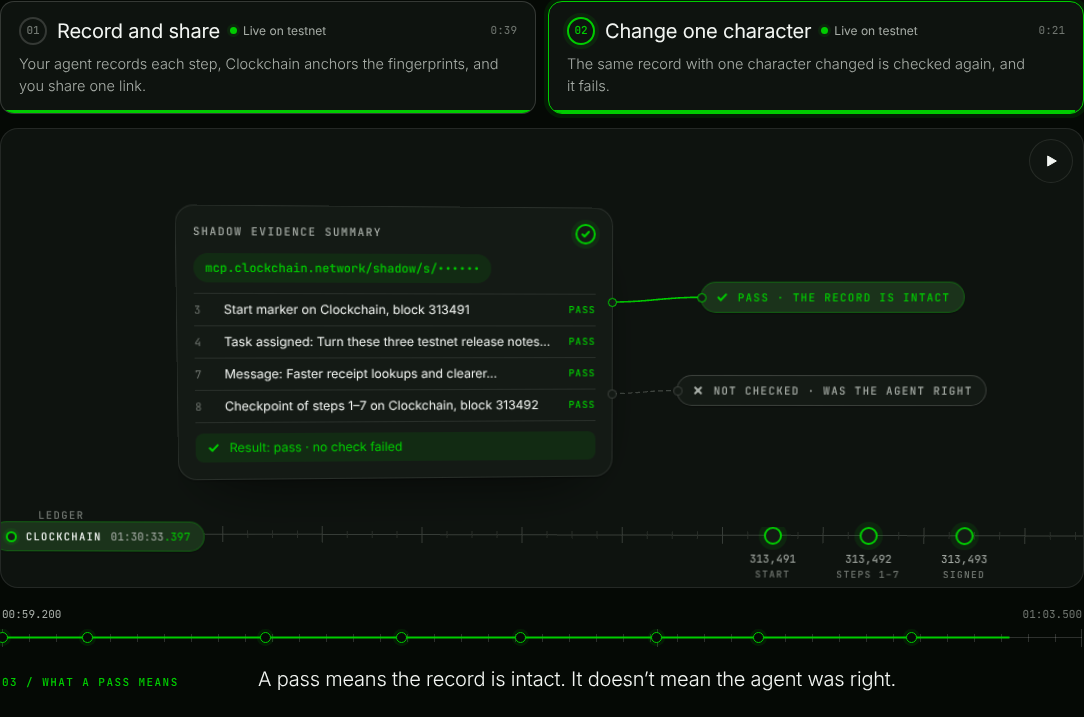 01 Record and share Live on testnet 0:39
Your agent records each step, Clockchain anchors the fingerprints, and
you share one link.
02 Change one character Live on testnet 0:21
The same record with one character changed is checked again, and
it fails.
SHADOW EVIDENCE SUMMARY
mcp.clockchain.network/shadow/s/••••••
3 Start marker on Clockchain, block 313491 PASS
4 Task assigned: Turn these three testnet release notes... PASS
7 Message: Faster receipt lookups and clearer... PASS
8 Checkpoint of steps 1–7 on Clockchain, block 313492 PASS
Result: pass · no check failed
PASS · THE RECORD IS INTACT
NOT CHECKED · WAS THE AGENT RIGHT
LEDGER
CLOCKCHAIN 01:30:33.397
313,491
START
313,492
STEPS 1–7
313,493
SIGNED
00:59.200
01:03.500
03 / WHAT A PASS MEANS
A pass means the record is intact. It doesn’t mean the agent was right.